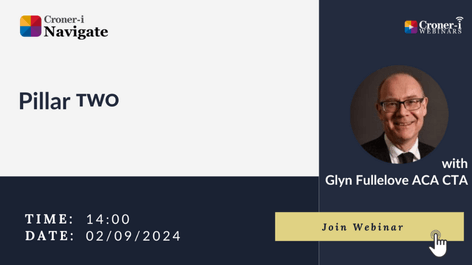 Croner-i
Navigate
Croner-i
WEBINARS
Pillar TWO
with
Glyn Fullelove ACA CTA
TIME: 14:00
DATE: 02/09/2024
Join Webinar